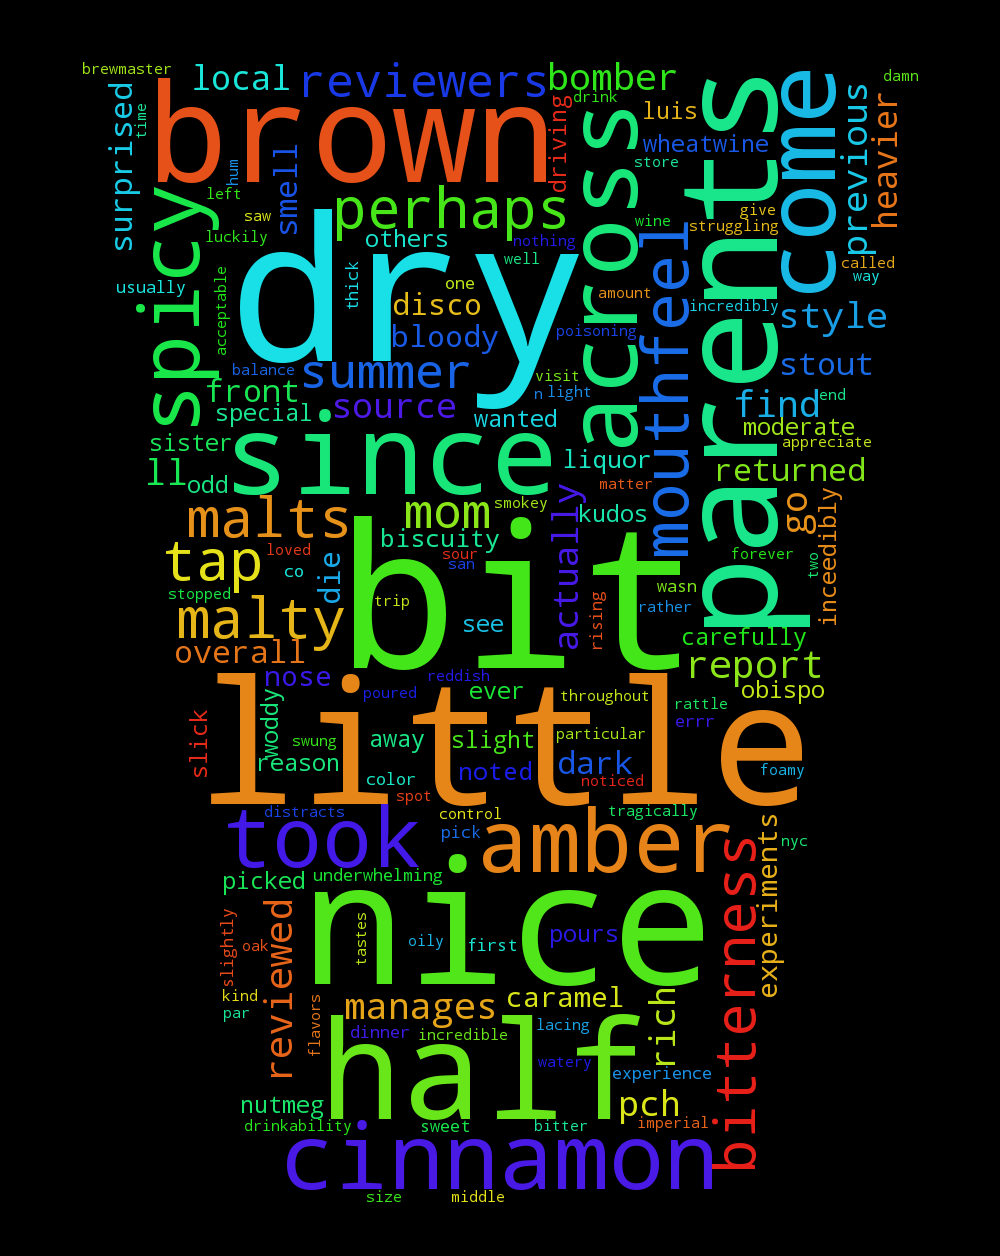 brewmaster
local
reviewers
bomber
damn
surprised
time
brown
drink
driving
luis
across
parents
come
previous
heavier
wheatwine
store
hum
smell
left
spicy
saw
perhaps
wine
give
struggling
luckily
others
nothing
well
mouthfeel
called
way
usually
acceptable
thick
one
dry
disco
amount
incredibly
style
bloody
poisoning
balance
summer
visit
n
light
stout
front
source
find
lend
special
wanted
moderate
appreciate
sister
since
liquor
ll
odd
matter
returned
malts
mom
smokey
kudos
go
inceedibly
actually
tap
loved
biscuity
sour
san
forever
two
co
die
bit
wasn
stopped
trip
rather
malty
see
rising
carefully
overall
report
nose
reddish
poured
ever
throughout
obispo
rattle
errr
slick
woddy
swung
away
slight
particular
little
reason
color
noted
dark
noticed
foamy
spot
distracts
control
tragically
took
pick
amber
nyc
experiments
bitterness
picked
underwhelming
nice
slightly
oak
reviewed
tastes
oily
first
pours
kind
par
flavors
manages
caramel
rich
dinner
incredible
lacing
half
watery
experience
nutmeg
pch
drinkability
sweet
bitter
imperial
cinnamon
size
middle